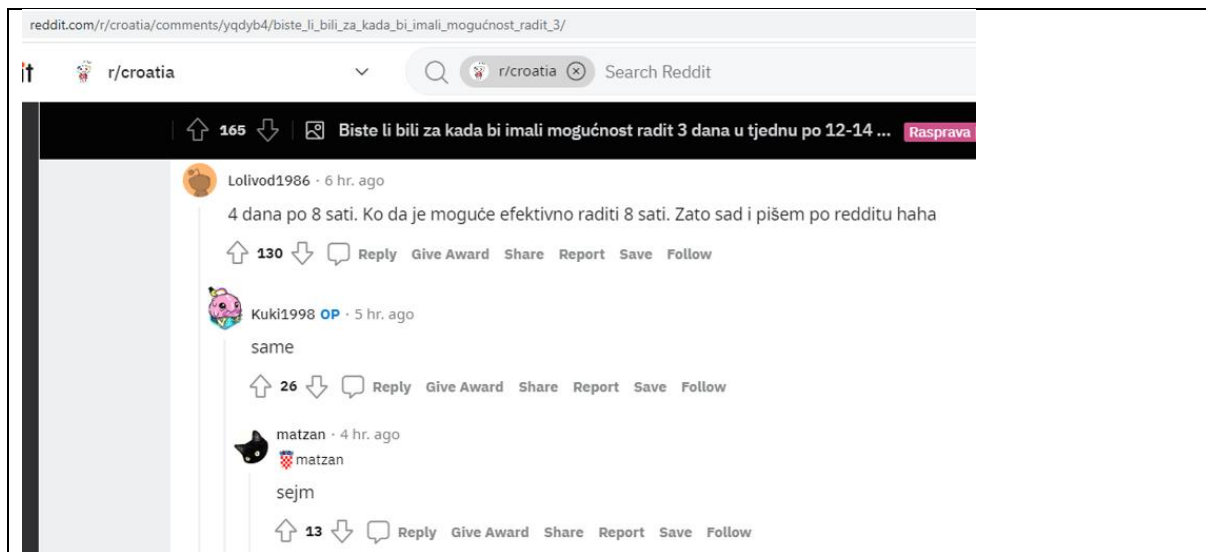 reddit.com/r/croatia/comments/yqdyb4/biste_li_bili_za_kada_bi_imali_mogućnost_radit_3/
it r/croatia r/croatia Search Reddit
165 Biste li bili za kada bi imali mogućnost radit 3 dana u tjednu po 12-14 ... Rasprava
Lolivod1986 · 6 hr. ago
4 dana po 8 sati. Ko da je moguće efektivno raditi 8 sati. Zato sad i pišem po redditu haha
130 Reply Give Award Share Report Save Follow
Kuki1998 OP · 5 hr. ago
same
26 Reply Give Award Share Report Save Follow
matzan · 4 hr. ago
matzan
sejm
13 Reply Give Award Share Report Save Follow